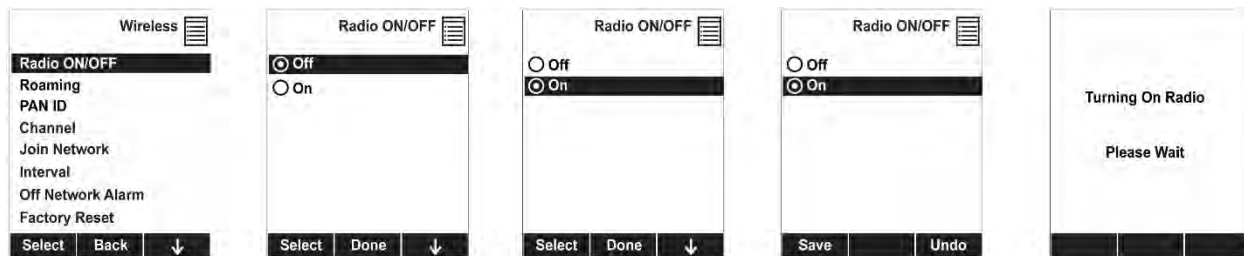 Wireless
Radio ON/OFF
Roaming
PAN ID
Channel
Join Network
Interval
Off Network Alarm
Factory Reset
Select Back ↓
Radio ON/OFF
Off
On
Select Done ↓
Radio ON/OFF
Off
On
Select Done ↓
Radio ON/OFF
Off
On
Save Undo
Turning On Radio
Please Wait